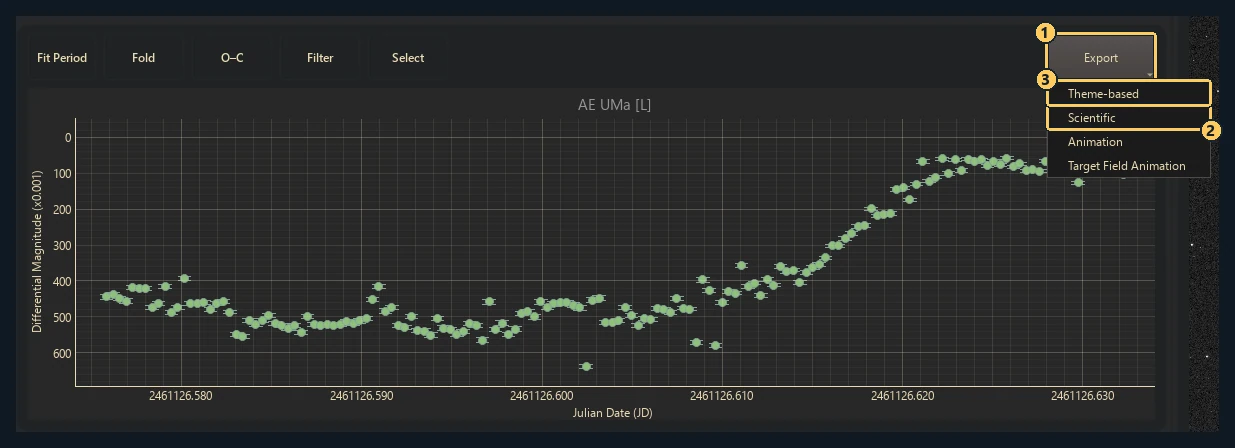 Fit Period Fold O–C Filter Select Export
1
3
Theme-based
Scientific
2
Animation
Target Field Animation
AE UMa [L]
Differential Magnitude (x0.001)
0
100
200
300
400
500
600
2461126.580 2461126.590 2461126.600 2461126.610 2461126.620 2461126.630
Julian Date (JD)